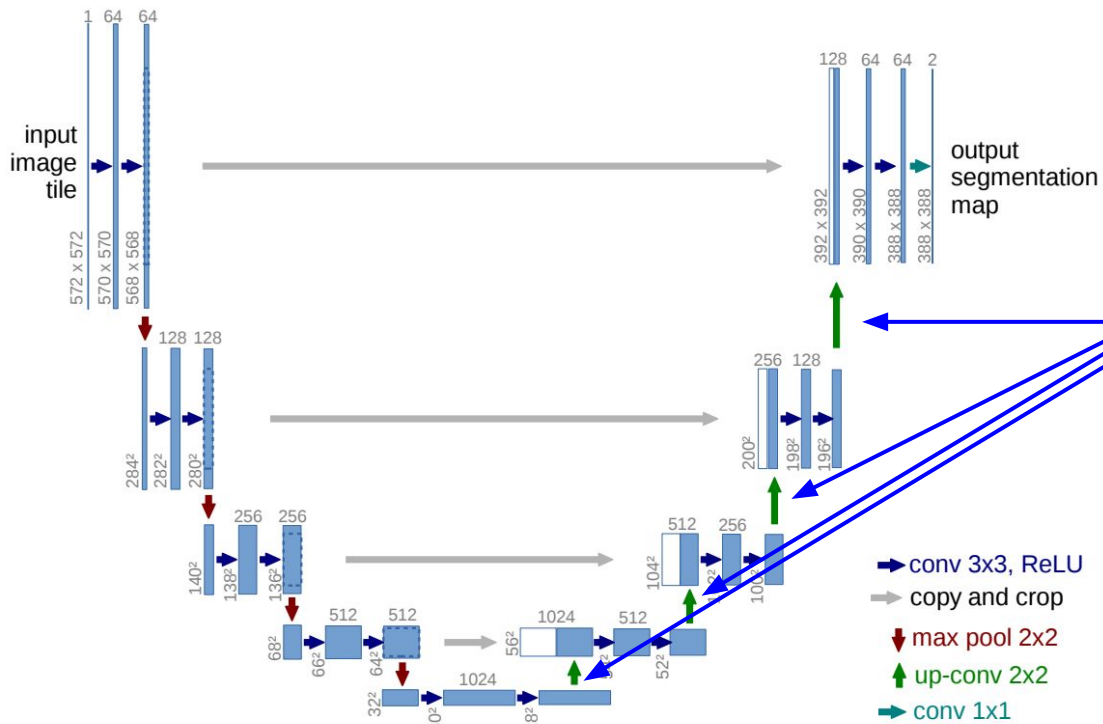 1 64 64
input
image
tile
572 x 572
570 x 570
568 x 568
128 64 64 2
output
segmentation
map
392 x 392
390 x 390
388 x 388
388 x 388
128 128
284²
282²
280²
256 128
200²
198²
196²
256 256
140²
138²
136²
512 256
104²
100²
512 512
68²
66²
64²
1024 512
56²
52²
1024
32²
conv 3x3, ReLU
copy and crop
max pool 2x2
up-conv 2x2
conv 1x1